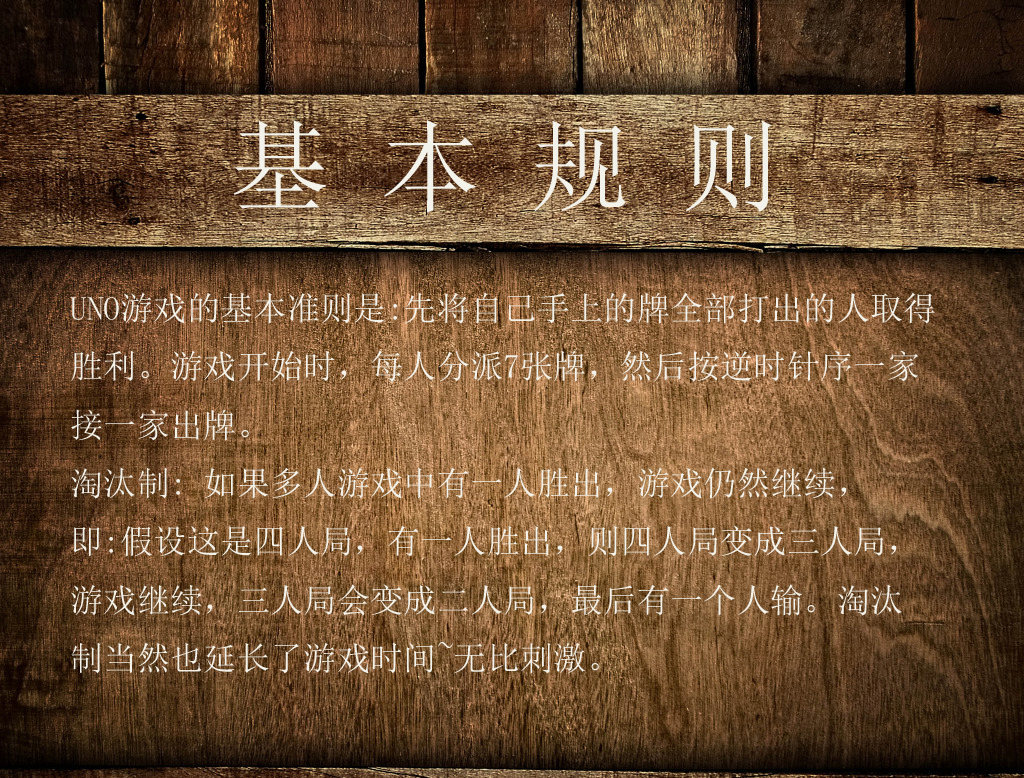 基本规则
UNO游戏的基本准则是:先将自己手上的牌全部打出的人取得
胜利。游戏开始时，每人分派7张牌，然后按逆时针序一家
接一家出牌。
淘汰制: 如果多人游戏中有一人胜出，游戏仍然继续，
即:假设这是四人局，有一人胜出，则四人局变成三人局，
游戏继续，三人局会变成二人局，最后有一个人输。淘汰
制当然也延长了游戏时间~无比刺激。